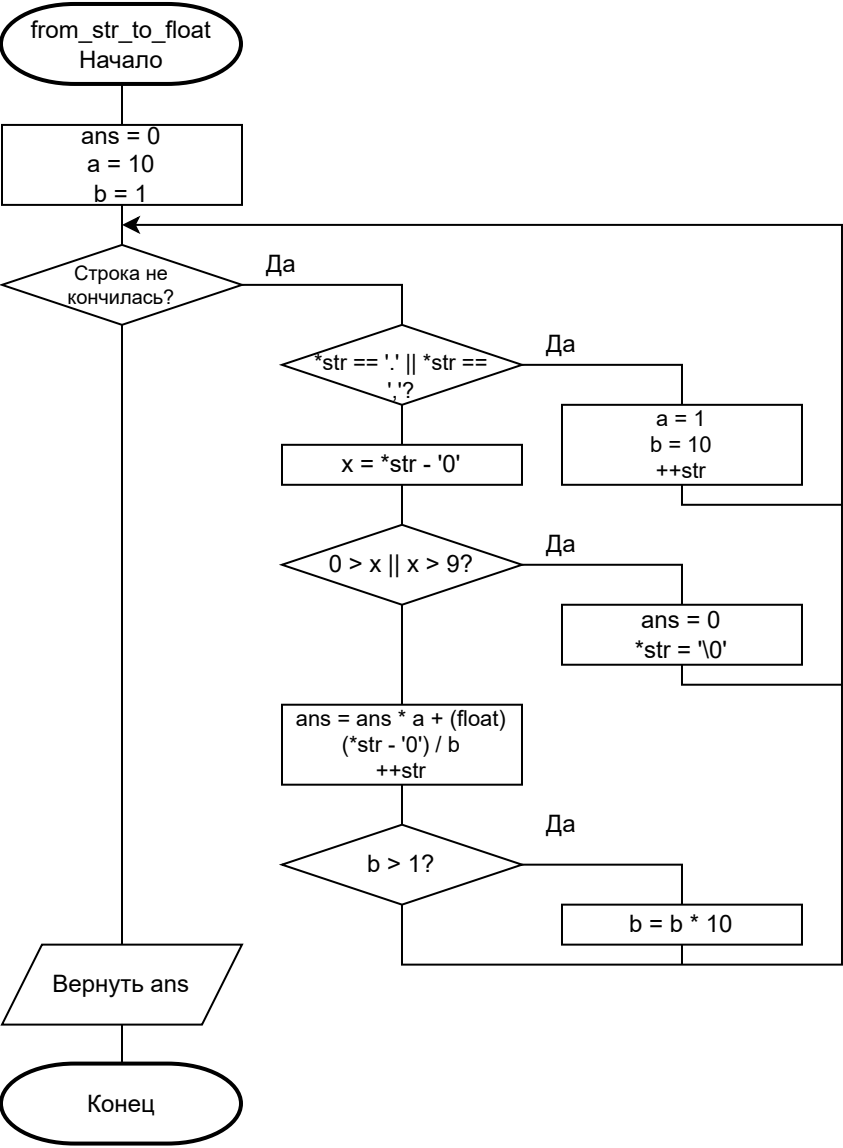 from_str_to_float
Начало
ans = 0
a = 10
b = 1
Строка не
кончилась?
Да
*str == '.' || *str ==
','?
Да
a = 1
b = 10
++str
x = *str - '0'
0 > x || x > 9?
Да
ans = 0
*str = '\0'
ans = ans * a + (float)
(*str - '0') / b
++str
b > 1?
Да
b = b * 10
Вернуть ans
Конец